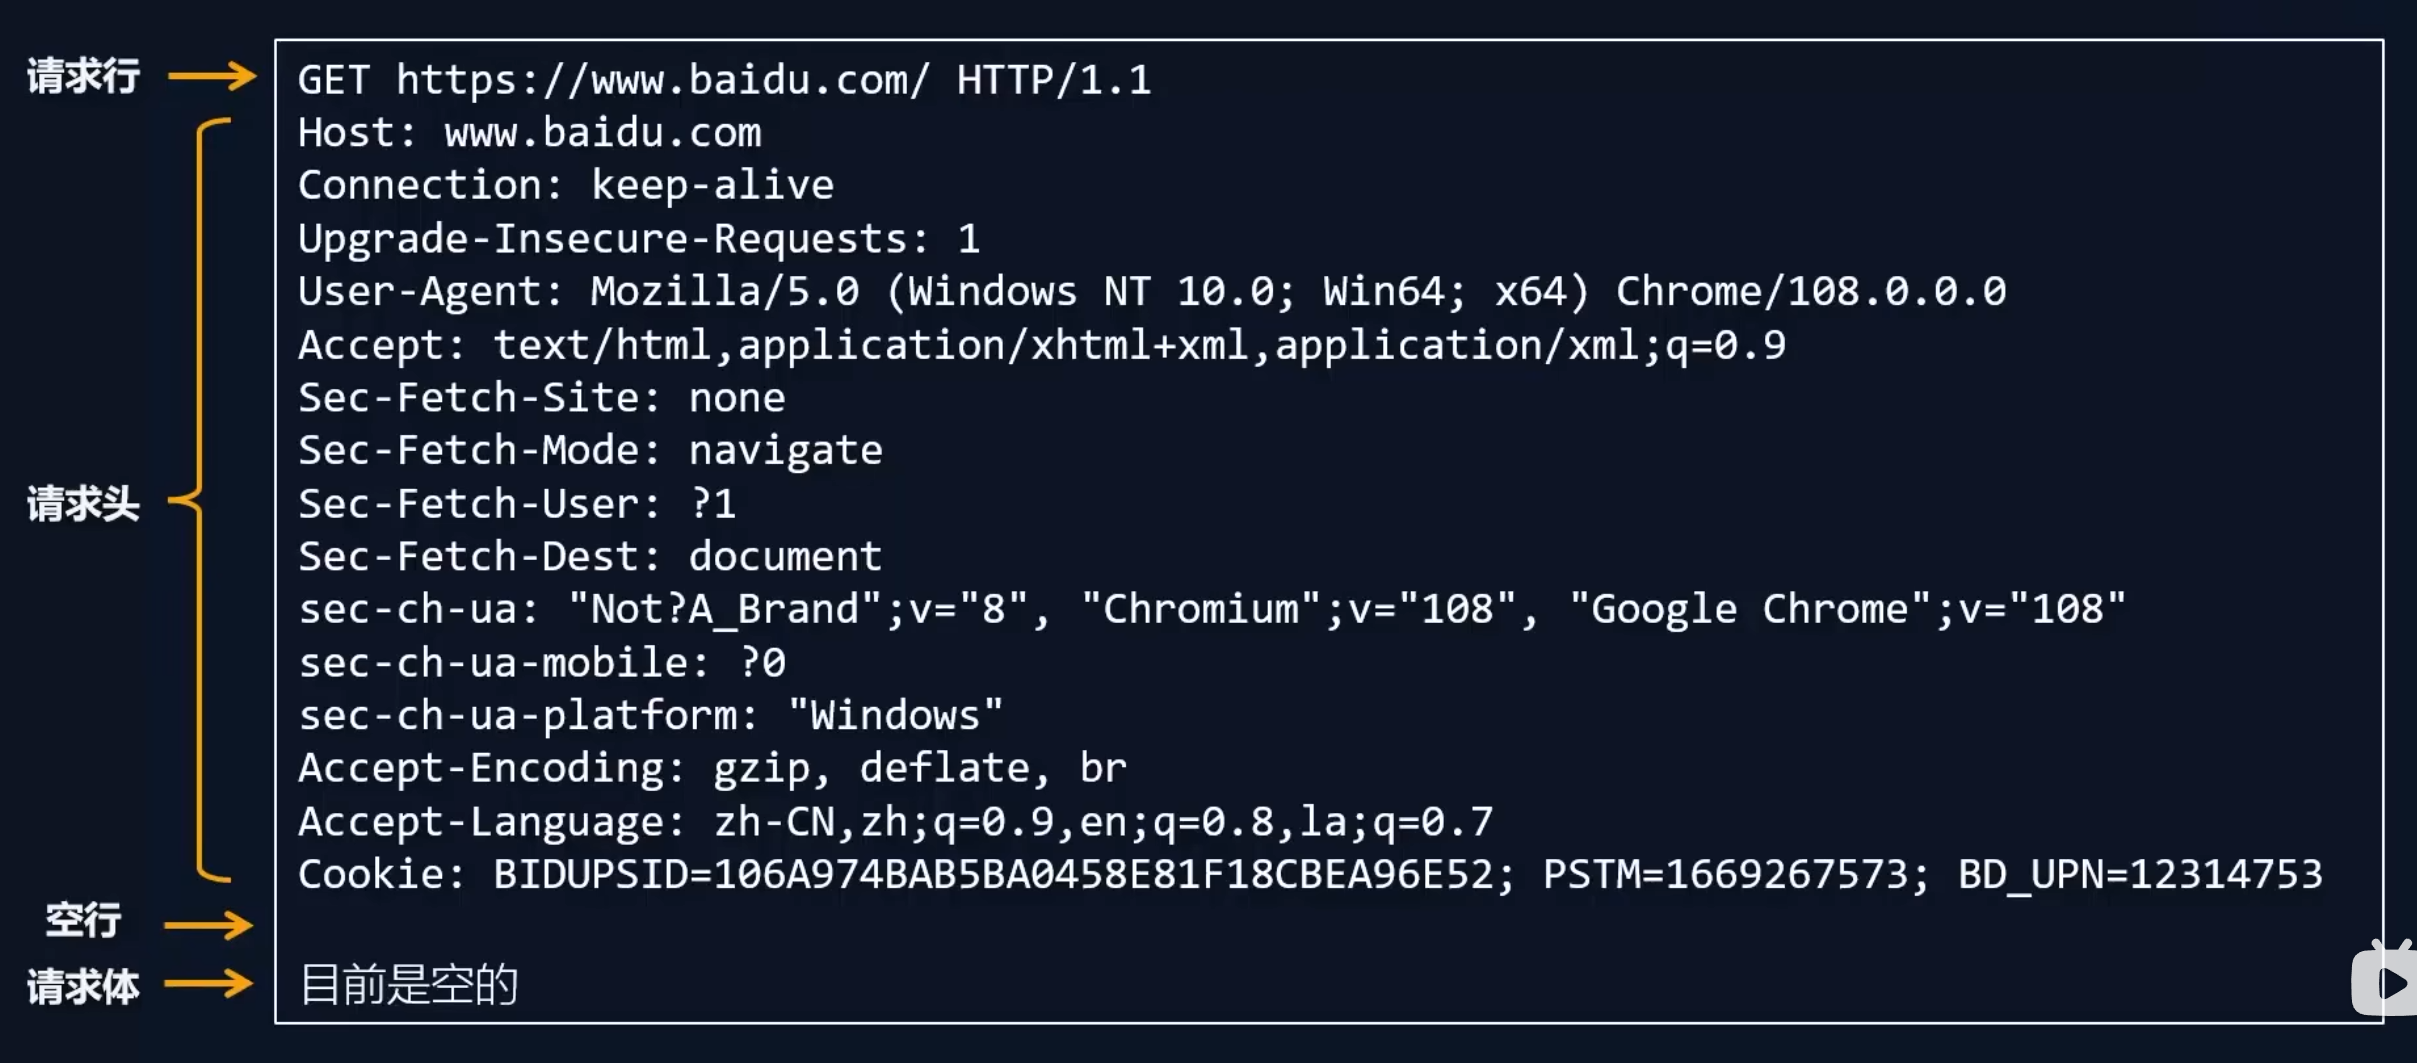 请求行
GET https://www.baidu.com/ HTTP/1.1
Host: www.baidu.com
Connection: keep-alive
Upgrade-Insecure-Requests: 1
User-Agent: Mozilla/5.0 (Windows NT 10.0; Win64; x64) Chrome/108.0.0.0
Accept: text/html,application/xhtml+xml,application/xml;q=0.9
Sec-Fetch-Site: none
Sec-Fetch-Mode: navigate
请求头
Sec-Fetch-User: ?1
Sec-Fetch-Dest: document
sec-ch-ua: "Not?A_Brand";v="8", "Chromium";v="108", "Google Chrome";v="108"
sec-ch-ua-mobile: ?0
sec-ch-ua-platform: "Windows"
Accept-Encoding: gzip, deflate, br
Accept-Language: zh-CN,zh;q=0.9,en;q=0.8,la;q=0.7
Cookie: BIDUPSID=106A974BAB5BA0458E81F18CBEA96E52; PSTM=1669267573; BD_UPN=12314753
空行
请求体
目前是空的